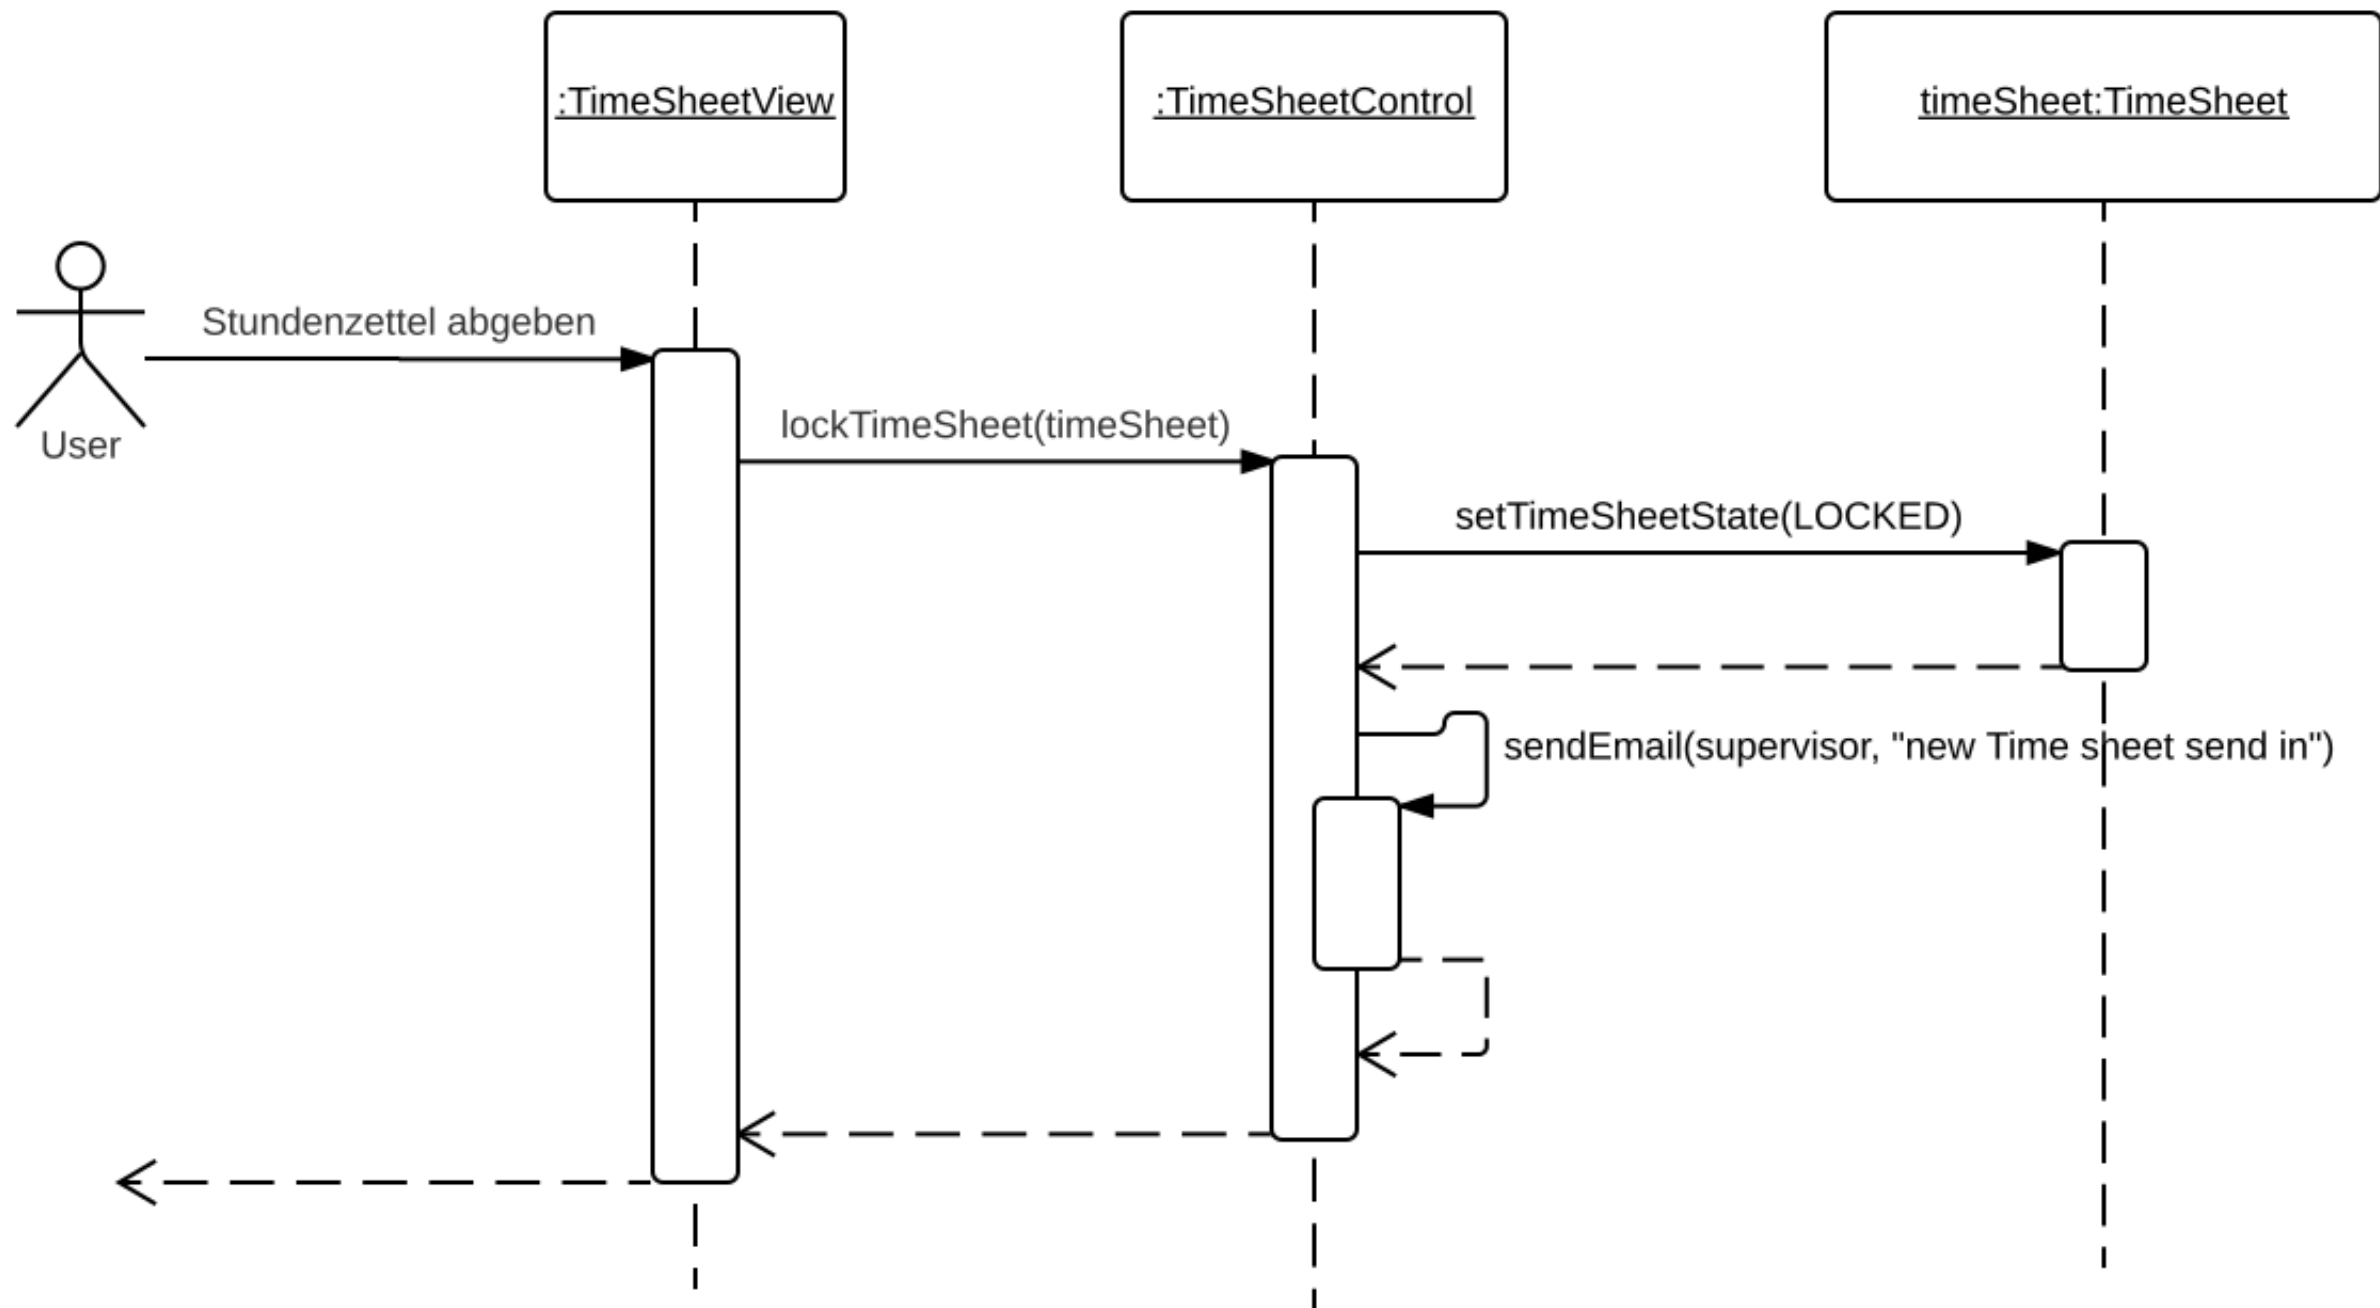 :TimeSheetView
:TimeSheetControl
timeSheet:TimeSheet
Stundenzettel abgeben
User
lockTimeSheet(timeSheet)
setTimeSheetState(LOCKED)
sendEmail(supervisor, "new Time sheet send in")